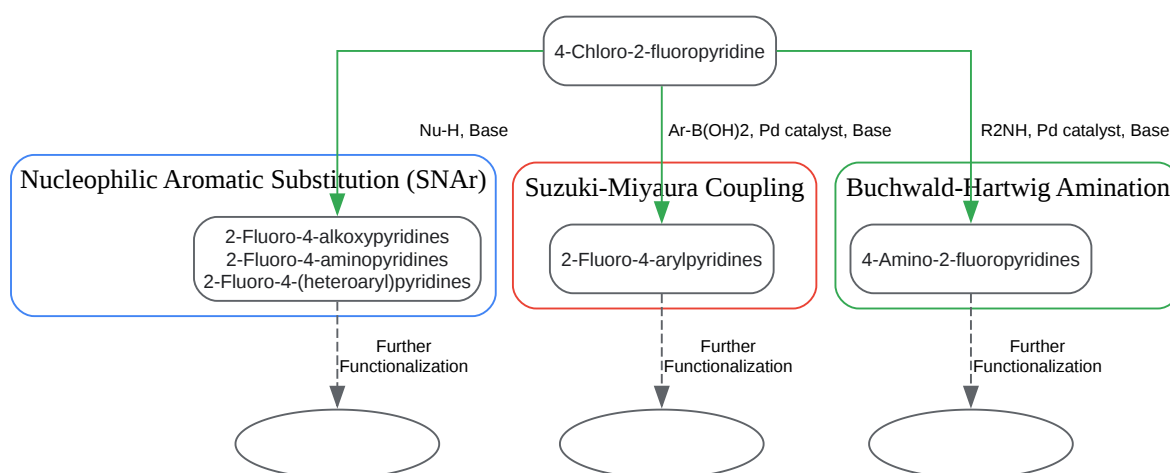 4-Chloro-2-fluoropyridine
Nu-H, Base
Ar-B(OH)2, Pd catalyst, Base
R2NH, Pd catalyst, Base
Nucleophilic Aromatic Substitution (SNAr)
Suzuki-Miyaura Coupling
Buchwald-Hartwig Amination
2-Fluoro-4-alkoxypyridines
2-Fluoro-4-aminopyridines
2-Fluoro-4-(heteroaryl)pyridines
2-Fluoro-4-arylpyridines
4-Amino-2-fluoropyridines
Further
Functionalization
Further
Functionalization
Further
Functionalization